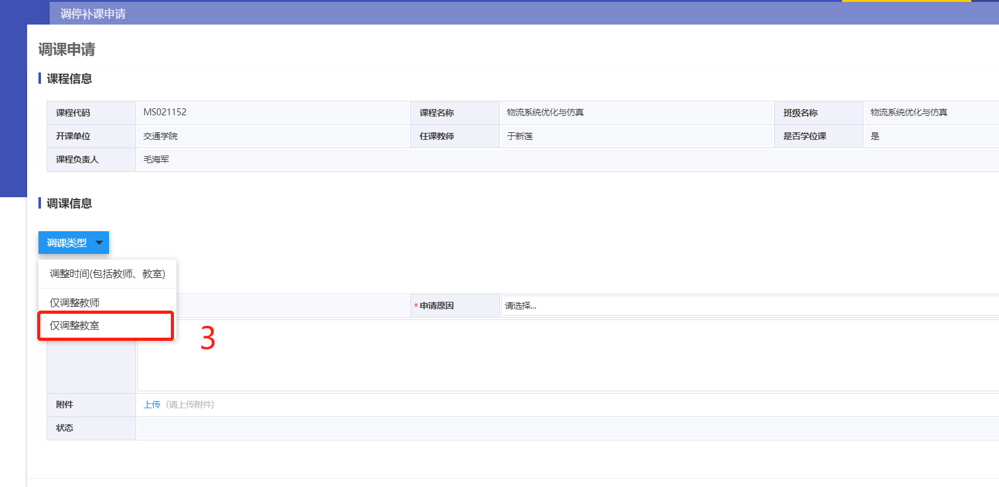 调停补课申请
调课申请
课程信息
课程代码 MS021152 课程名称 物流系统优化与仿真 班级名称 物流系统优化与仿真
开课单位 交通学院 任课教师 于新莲 是否学位课 是
课程负责人 毛海军
调课信息
调课类型
调整时间(包括教师、教室)
仅调整教师
*申请原因 请选择...
仅调整教室
3
附件 上传 (请上传附件)
状态